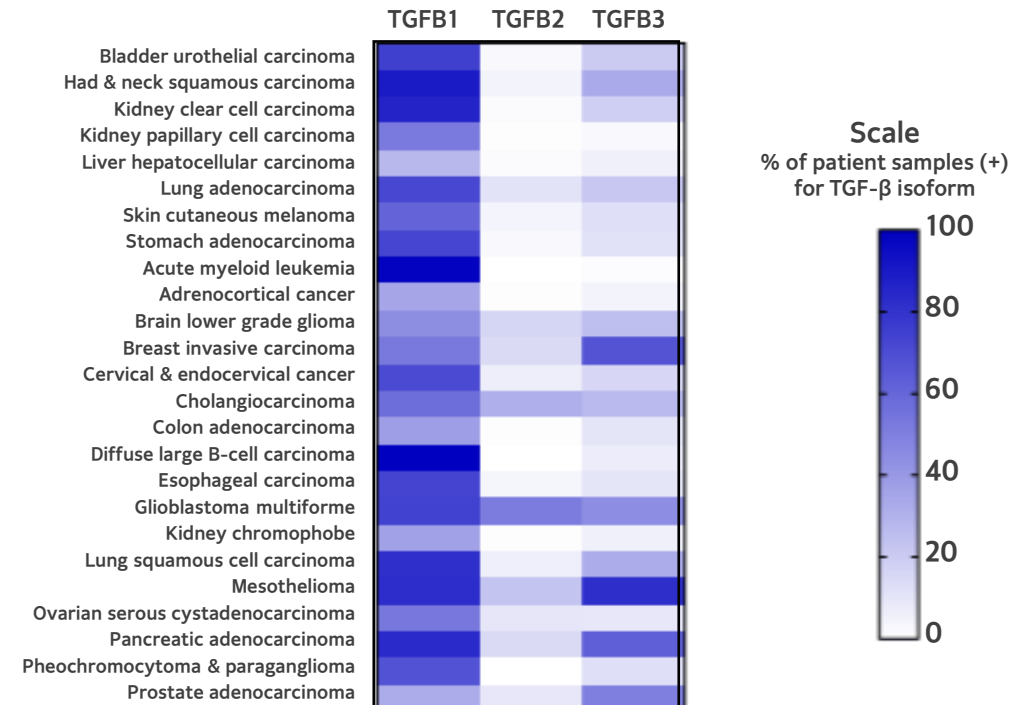 TGFB1 TGFB2 TGFB3
Bladder urothelial carcinoma
Had & neck squamous carcinoma
Kidney clear cell carcinoma
Kidney papillary cell carcinoma
Liver hepatocellular carcinoma
Lung adenocarcinoma
Skin cutaneous melanoma
Stomach adenocarcinoma
Acute myeloid leukemia
Adrenocortical cancer
Brain lower grade glioma
Breast invasive carcinoma
Cervical & endocervical cancer
Cholangiocarcinoma
Colon adenocarcinoma
Diffuse large B-cell carcinoma
Esophageal carcinoma
Glioblastoma multiforme
Kidney chromophobe
Lung squamous cell carcinoma
Mesothelioma
Ovarian serous cystadenocarcinoma
Pancreatic adenocarcinoma
Pheochromocytoma & paraganglioma
Prostate adenocarcinoma
Scale
% of patient samples (+)
for TGF-β isoform
100
80
60
40
20
0